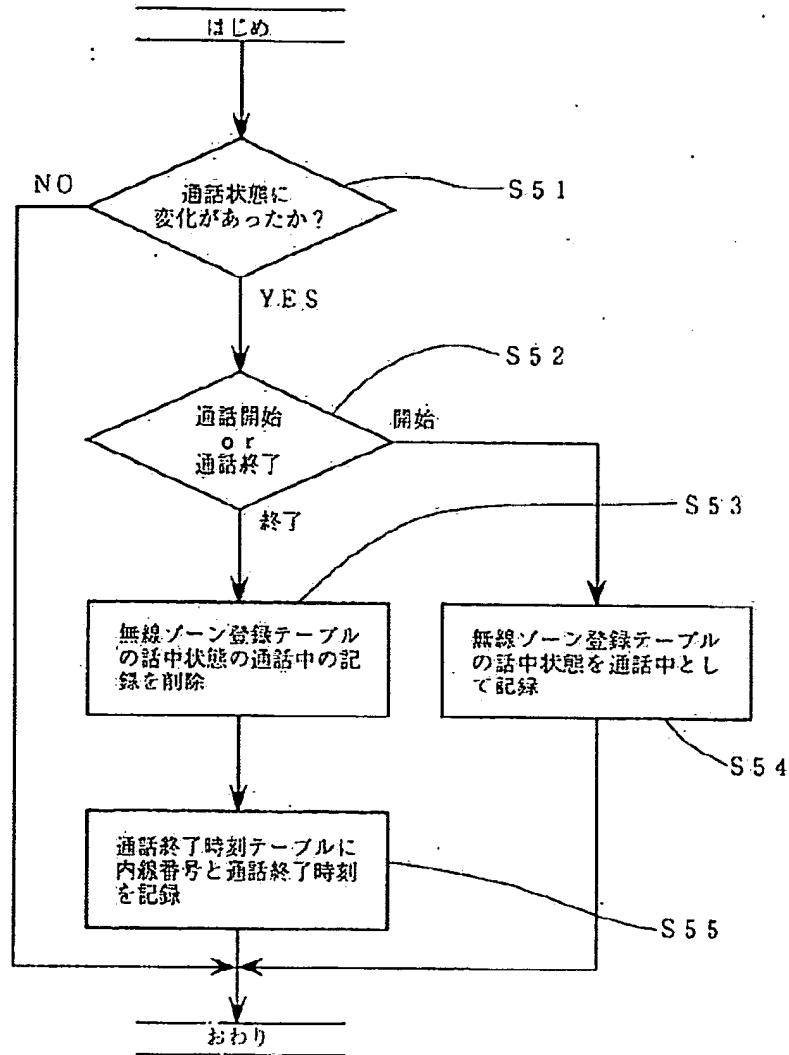 はじめ
NO
通話状態に
変化があったか?
S51
YES
S52
通話開始
or
通話終了
開始
終了
S53
無線ゾーン登録テーブル
の話中状態の通話中の記
録を削除
無線ゾーン登録テーブル
の話中状態を通話中とし
て記録
S54
通話終了時刻テーブルに
内線番号と通話終了時刻
を記録
S55
おわり